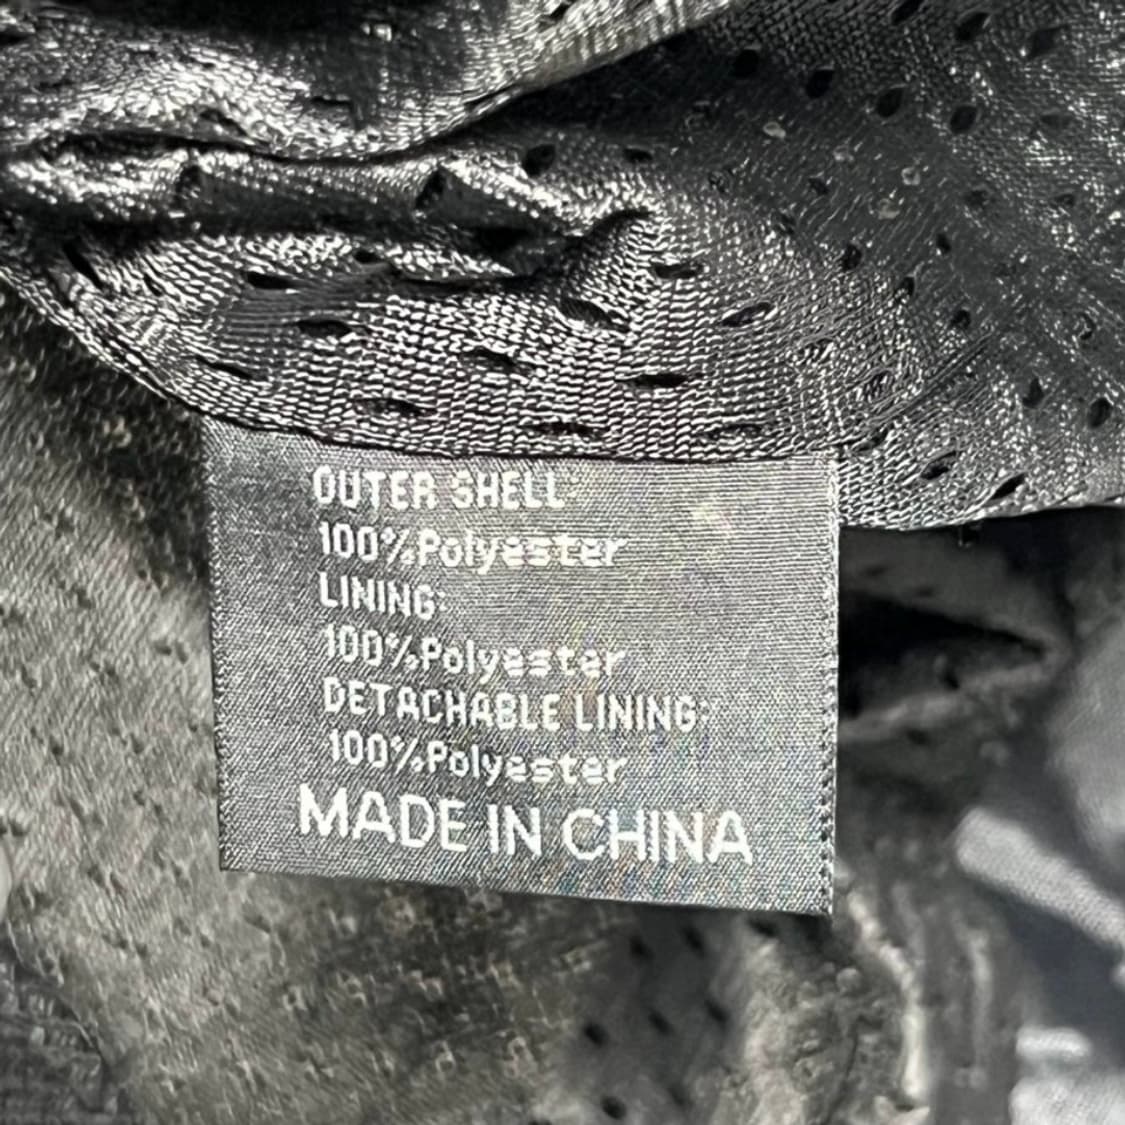 OUTER SHELL:
100%Polyester
LINING:
100%Polyester
DETACHABLE LINING:
100%Polyester
MADE IN CHINA